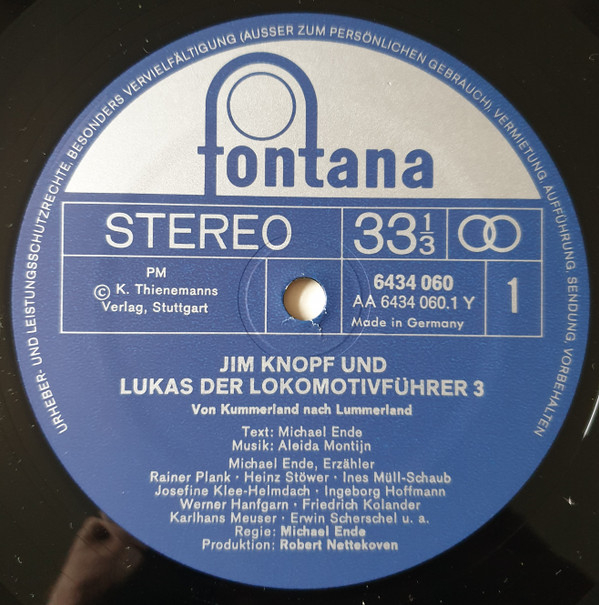 URHEBER- UND LEISTUNGSSCHUTZRECHTE, BESONDERS VERVIELFÄLTIGUNG (AUSSER ZUM PERSÖNLICHEN GEBRAUCH), VERMIETUNG, AUFFÜHRUNG, SENDUNG, VORBEHALTEN
fontana
STEREO
33 1/3
PM
© K. Thienemanns
Verlag, Stuttgart
6434 060
AA 6434 060.1 Y
Made in Germany
1
JIM KNOPF UND
LUKAS DER LOKOMOTIVFÜHRER 3
Von Kummerland nach Lummerland
Text: Michael Ende
Musik: Aleida Montijn
Michael Ende, Erzähler
Rainer Plank · Heinz Stöwer · Ines Müll-Schaub
Josefine Klee-Helmdach · Ingeborg Hoffmann
Werner Hanfgarn · Friedrich Kolander
Karlhans Meuser · Erwin Scherschel u. a.
Regie: Michael Ende
Produktion: Robert Nettekoven